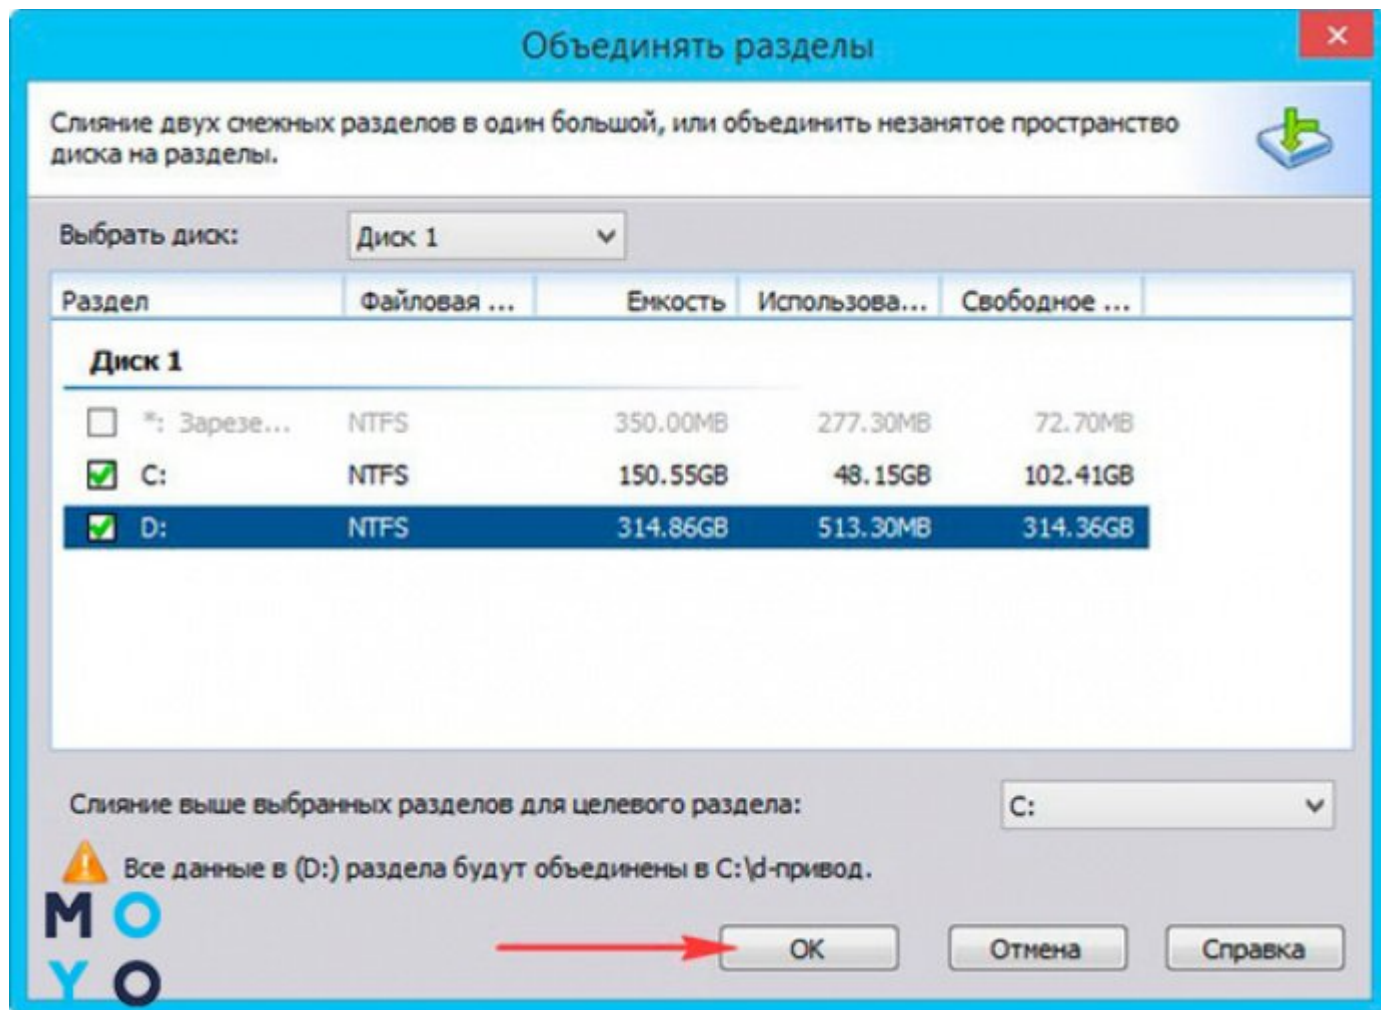 Объединять разделы
Слияние двух смежных разделов в один большой, или объединить незанятое пространство
диска на разделы.
Выбрать диск: Диск 1
Раздел Файловая ... Емкость Использова... Свободное ...
Диск 1
*: Зарезе... NTFS 350.00MB 277.30MB 72.70MB
C: NTFS 150.55GB 48.15GB 102.41GB
D: NTFS 314.86GB 513.30MB 314.36GB
Слияние выше выбранных разделов для целевого раздела: C:
Все данные в (D:) раздела будут объединены в C:\d-привод.
MO
YO
OK Отмена Справка